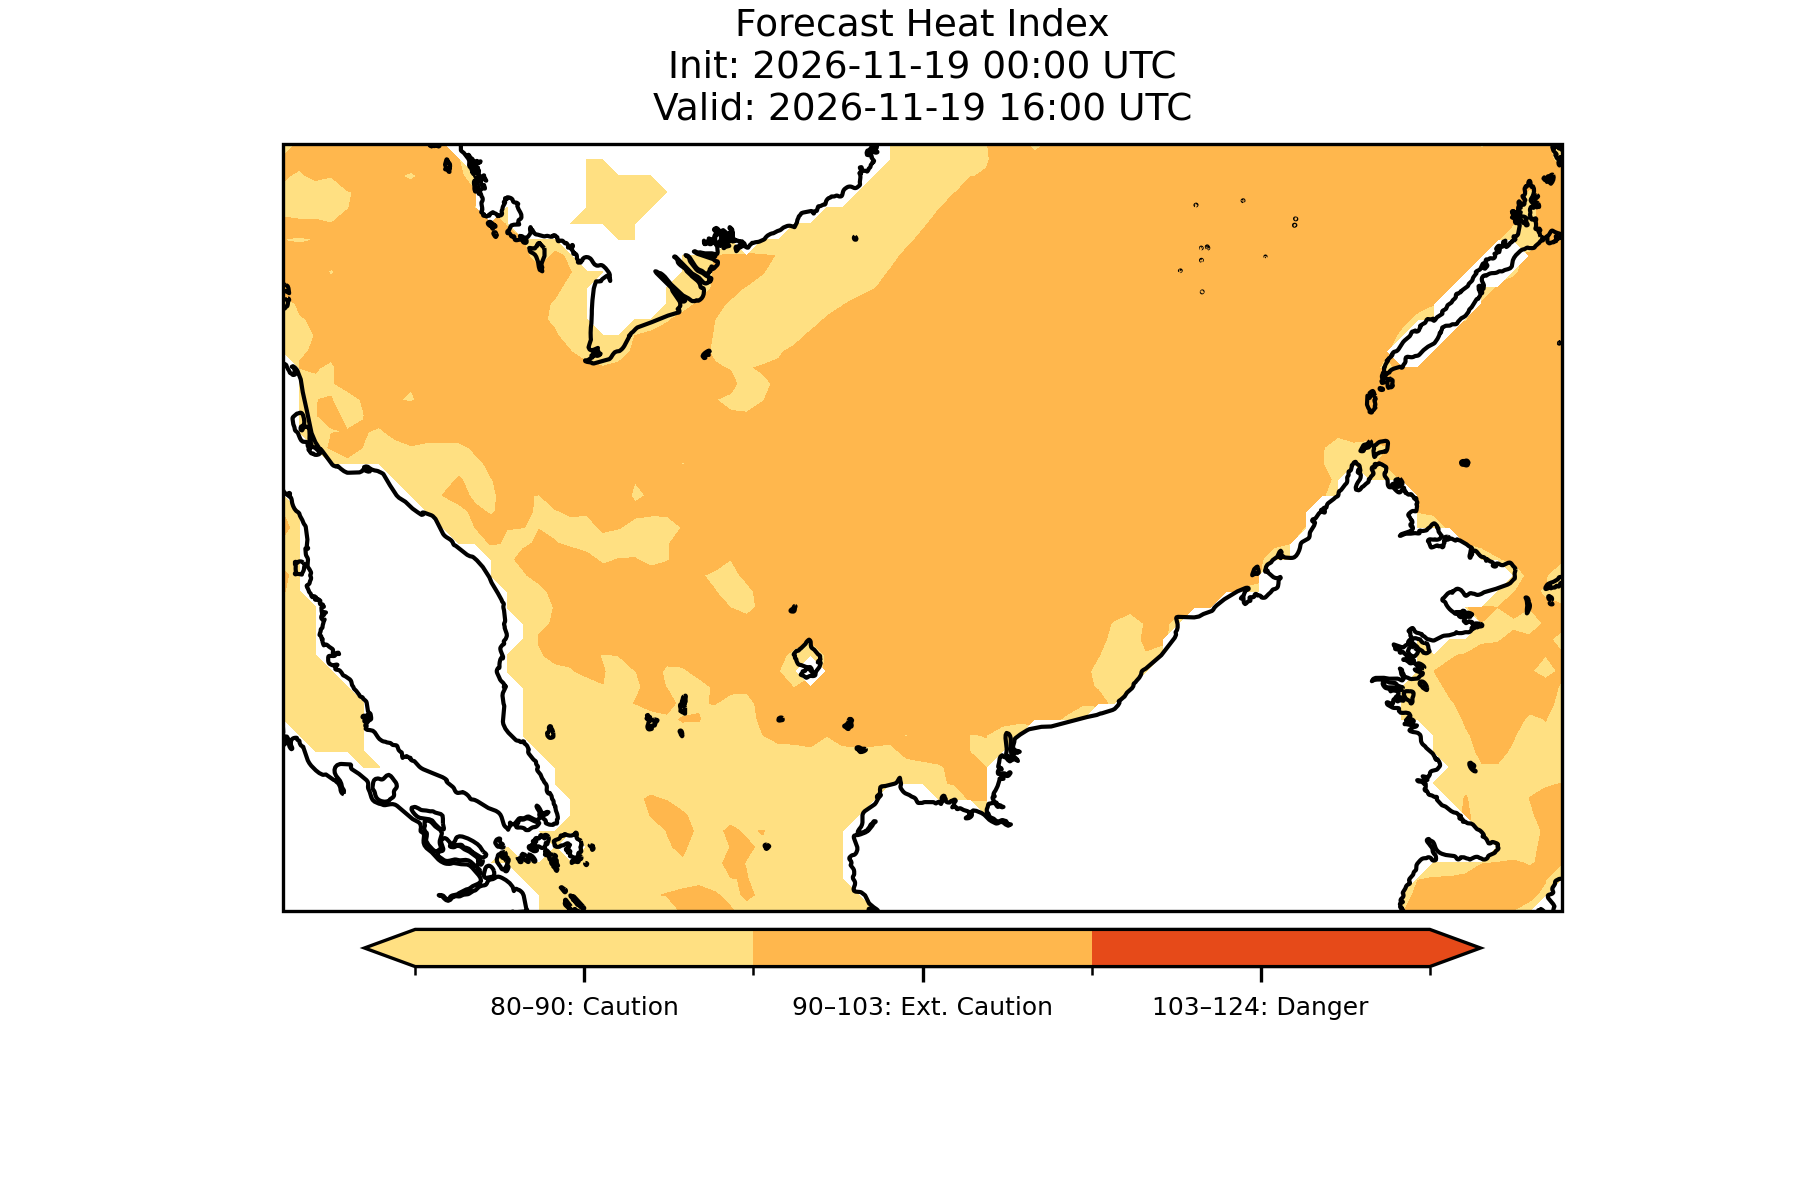 Forecast Heat Index
Init: 2026-11-19 00:00 UTC
Valid: 2026-11-19 16:00 UTC
80–90: Caution
90–103: Ext. Caution
103–124: Danger